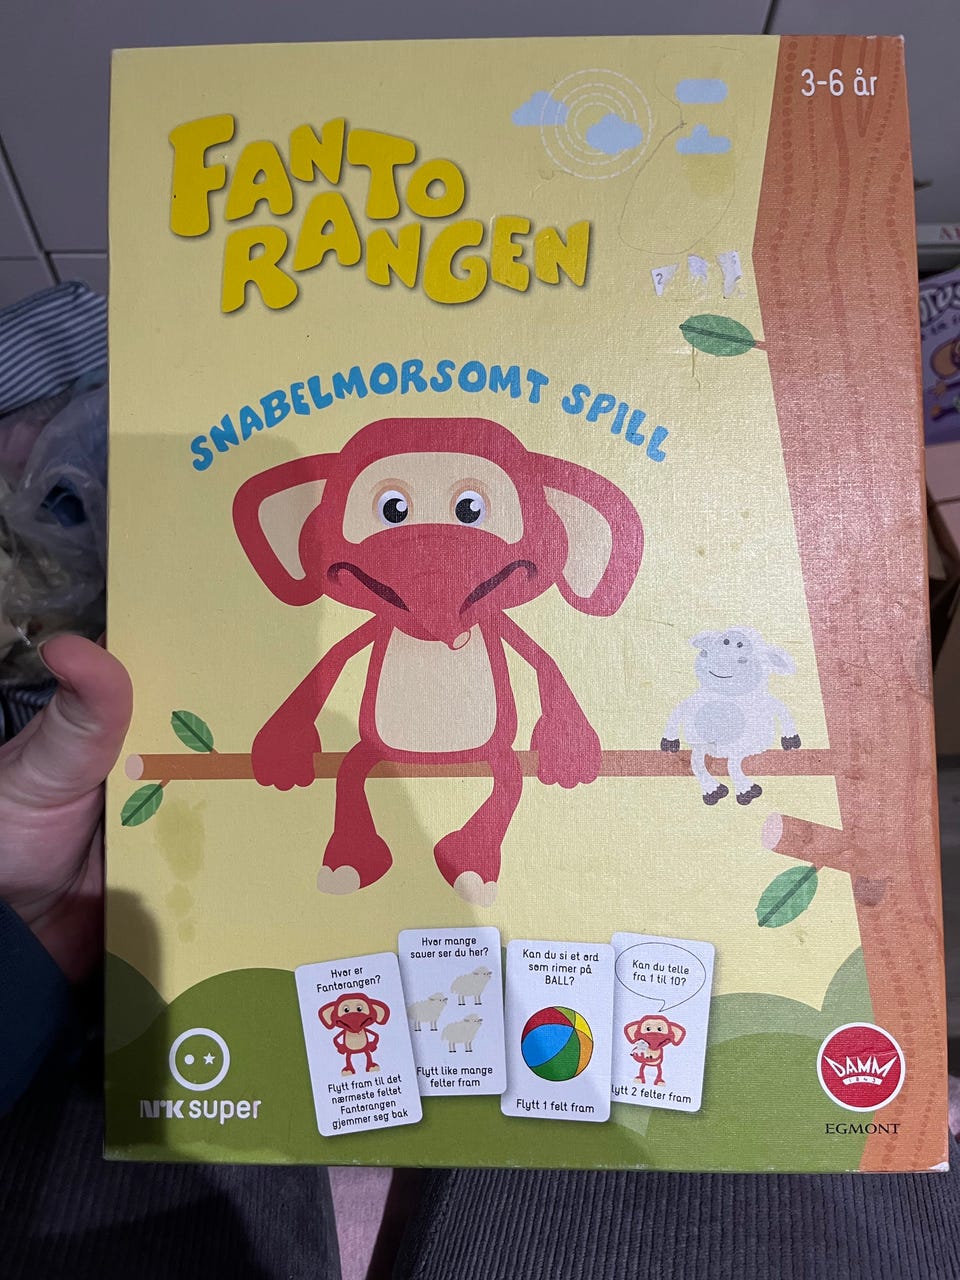 3-6 år
FANTO
RANGEN
SNABELMORSOMT SPILL
Hvor er
Fantorangen?
Flytt fram til det
nærmeste feltet
Fantorangen
gjemmer seg bak
Hvor mange
sauer ser du her?
Flytt like mange
felter fram
Kan du si et ord
som rimer på
BALL?
Flytt 1 felt fram
Kan du telle
fra 1 til 10?
lytt 2 felter fram
NRK super
DAMM
1843
EGMONT